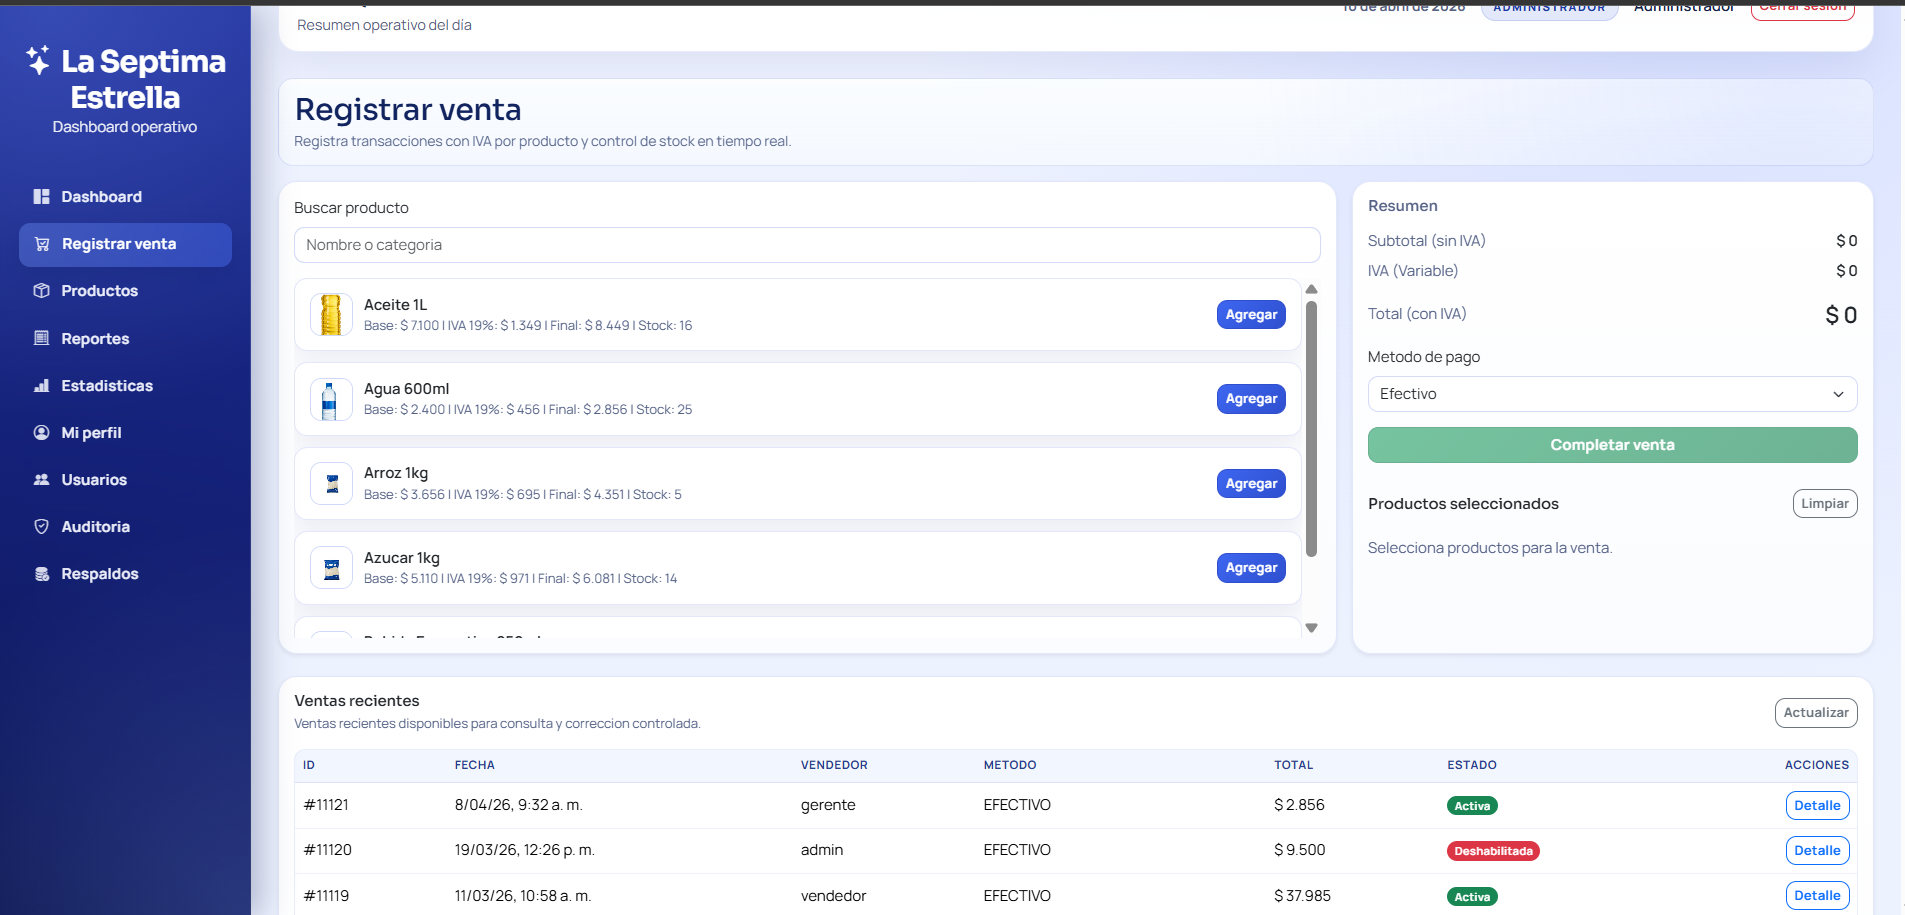 La Septima
Estrella
Dashboard operativo
Dashboard
Registrar venta
Productos
Reportes
Estadisticas
Mi perfil
Usuarios
Auditoria
Respaldos
Resumen operativo del día
10 de abril de 2026
ADMINISTRADOR
Administrador
Cerrar sesión
Registrar venta
Registra transacciones con IVA por producto y control de stock en tiempo real.
Buscar producto
Nombre o categoria
Aceite 1L
Base: $ 7.100 | IVA 19%: $ 1.349 | Final: $ 8.449 | Stock: 16
Agregar
Agua 600ml
Base: $ 2.400 | IVA 19%: $ 456 | Final: $ 2.856 | Stock: 25
Agregar
Arroz 1kg
Base: $ 3.656 | IVA 19%: $ 695 | Final: $ 4.351 | Stock: 5
Agregar
Azucar 1kg
Base: $ 5.110 | IVA 19%: $ 971 | Final: $ 6.081 | Stock: 14
Agregar
Resumen
Subtotal (sin IVA) $ 0
IVA (Variable) $ 0
Total (con IVA) $ 0
Metodo de pago
Efectivo
Completar venta
Productos seleccionados
Limpiar
Selecciona productos para la venta.
Ventas recientes
Ventas recientes disponibles para consulta y correccion controlada.
Actualizar
ID FECHA VENDEDOR METODO TOTAL ESTADO ACCIONES
#11121 8/04/26, 9:32 a. m. gerente EFECTIVO $ 2.856 Activa Detalle
#11120 19/03/26, 12:26 p. m. admin EFECTIVO $ 9.500 Deshabilitada Detalle
#11119 11/03/26, 10:58 a. m. vendedor EFECTIVO $ 37.985 Activa Detalle